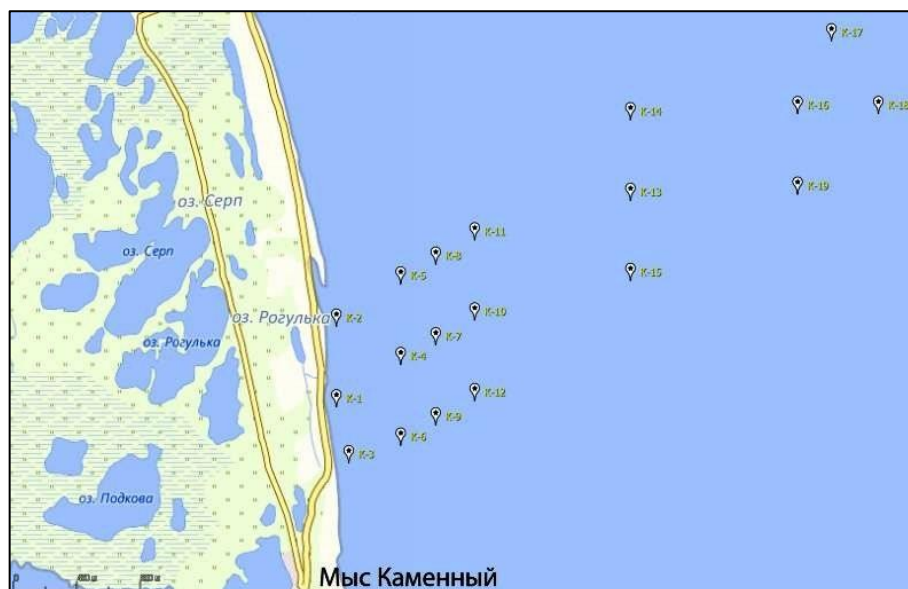 К-17
К-16
К-18
К-14
К-19
К-13
оз. Серп
К-11
оз. Серп
К-8
К-5
К-15
К-10
оз. Рогулька
К-2
К-7
оз. Рогулька
К-4
К-12
К-1
К-9
К-6
К-3
оз. Подкова
Мыс Каменный
0